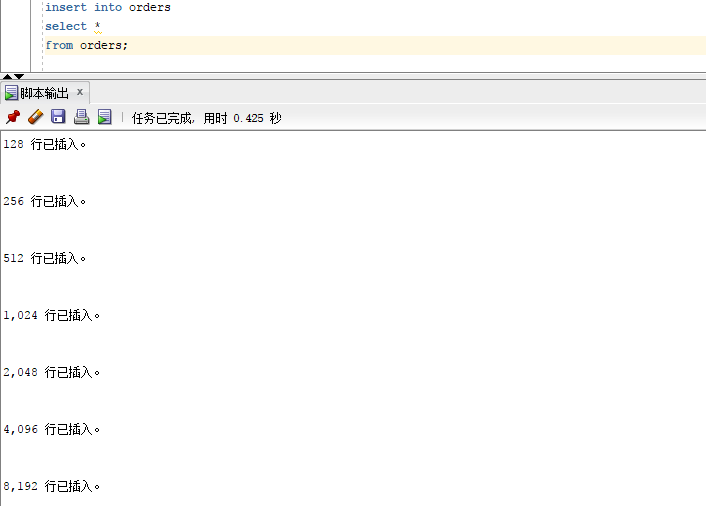 insert into orders
select *
from orders;
脚本输出 x
任务已完成, 用时 0.425 秒
128 行已插入。
256 行已插入。
512 行已插入。
1,024 行已插入。
2,048 行已插入。
4,096 行已插入。
8,192 行已插入。